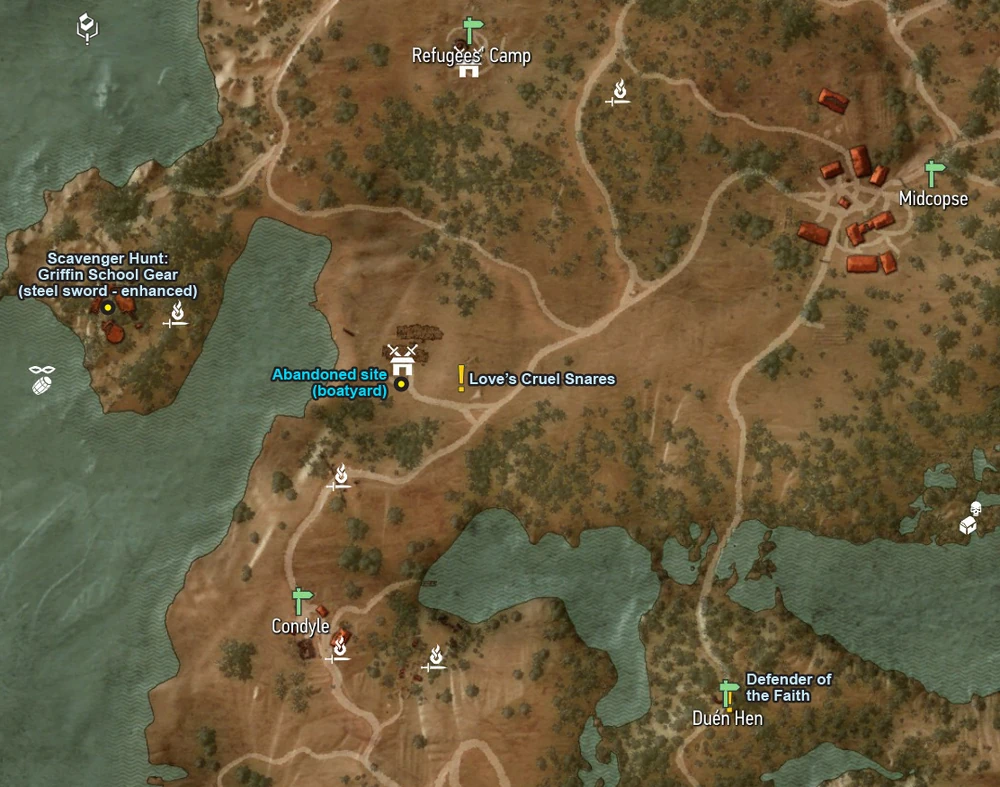 Refugees' Camp
Midcopse
Scavenger Hunt:
Griffin School Gear
(steel sword - enhanced)
Abandoned site
(boatyard)
Love's Cruel Snares
Condyle
Defender of
the Faith
Duén Hen